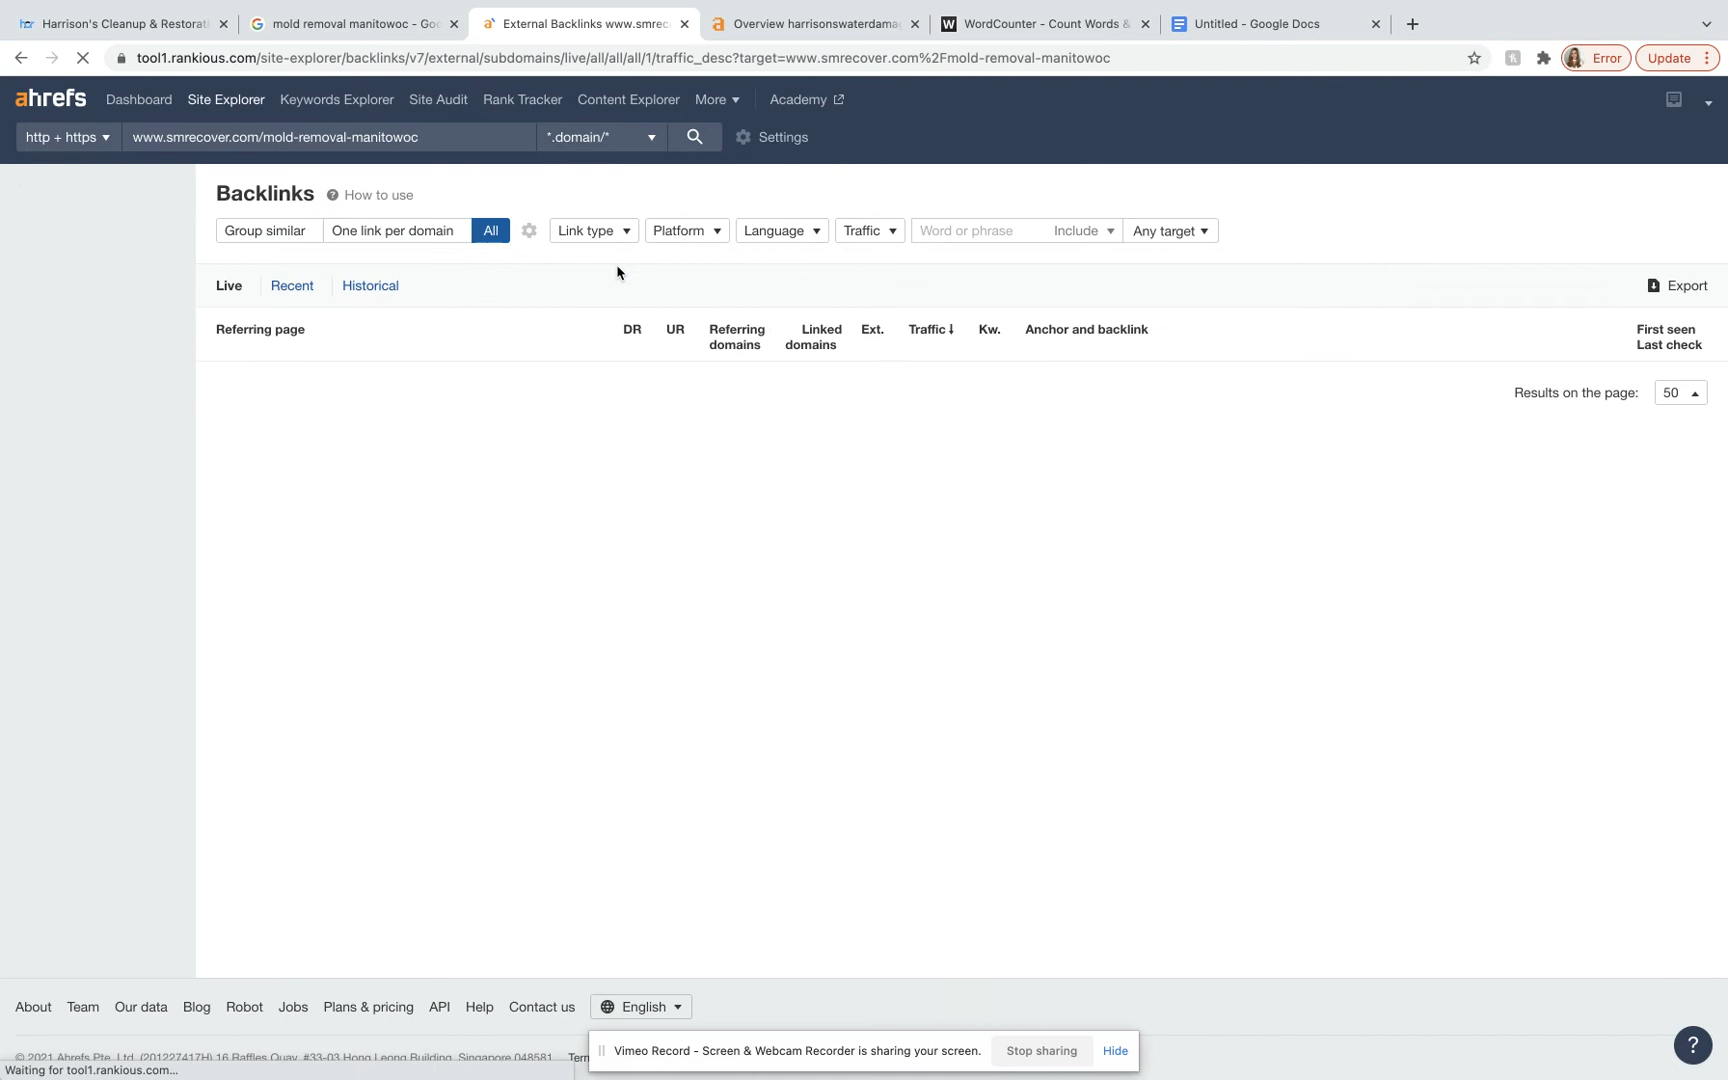 Harrison's Cleanup & Restorati
mold removal manitowoc - Goo
External Backlinks www.smrec
Overview harrisonswaterdamag
WordCounter - Count Words &
Untitled - Google Docs
tool1.rankious.com/site-explorer/backlinks/v7/external/subdomains/live/all/all/all/1/traffic_desc?target=www.smrecover.com%2Fmold-removal-manitowoc
Error
Update
ahrefs
Dashboard
Site Explorer
Keywords Explorer
Site Audit
Rank Tracker
Content Explorer
More
Academy
http + https
www.smrecover.com/mold-removal-manitowoc
*.domain/*
Settings
Backlinks
How to use
Group similar
One link per domain
All
Link type
Platform
Language
Traffic
Word or phrase
Include
Any target
Live
Recent
Historical
Export
Referring page
DR
UR
Referring
domains
Linked
domains
Ext.
Traffic
Kw.
Anchor and backlink
First seen
Last check
Results on the page:
50
About
Team
Our data
Blog
Robot
Jobs
Plans & pricing
API
Help
Contact us
English
Vimeo Record - Screen & Webcam Recorder is sharing your screen.
Stop sharing
Hide
?
© 2021 Ahrefs Pte. Ltd. (201227417H) 16 Raffles Quay, #33-03 Hong Leong Building, Singapore 048581
Waiting for tool1.rankious.com...